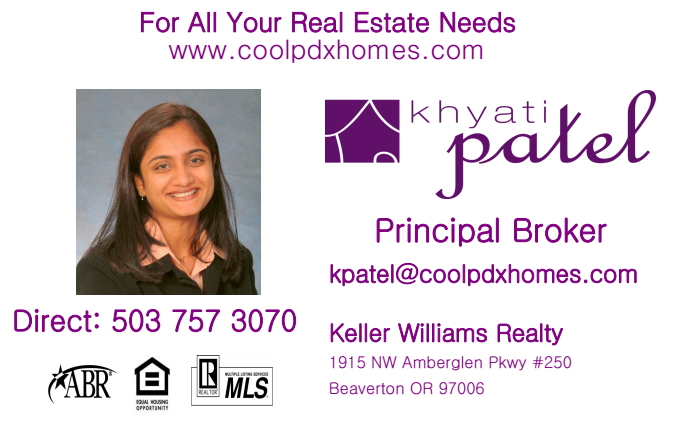 For All Your Real Estate Needs
www.coolpdxhomes.com
khyati
patel
Principal Broker
kpatel@coolpdxhomes.com
Direct: 503 757 3070
Keller Williams Realty
1915 NW Amberglen Pkwy #250
Beaverton OR 97006
ABR®
EQUAL HOUSING
OPPORTUNITY
R
REALTOR®
MULTIPLE LISTING SERVICES
MLS